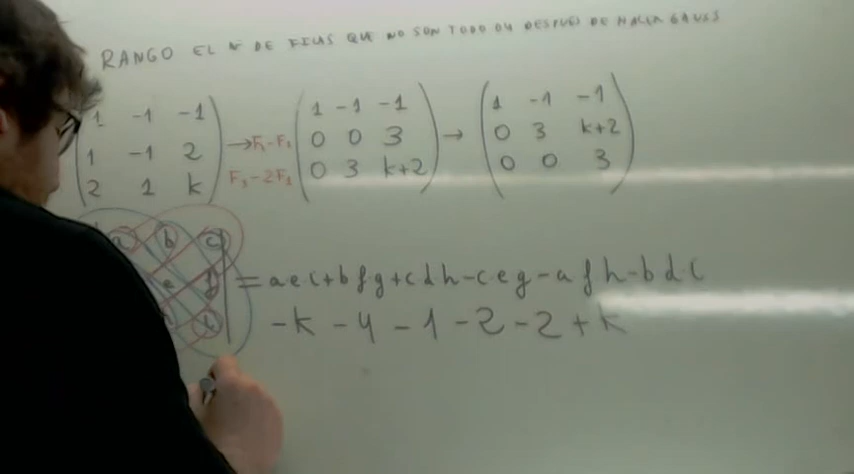 RANGO EL Nº DE FILAS QUE NO SON TODO 0s DESPUÉS DE HACER GAUSS
1 -1 -1 1 -1 -1 1 -1 -1
1 -1 2 → F₂-F₁ 0 0 3 → 0 3 k+2
2 1 k F₃-2F₁ 0 3 k+2 0 0 3
a b c
e f = aei+bfg+cdh-ceg-afh-bdi
-k -4 -1 -2 -2 +k